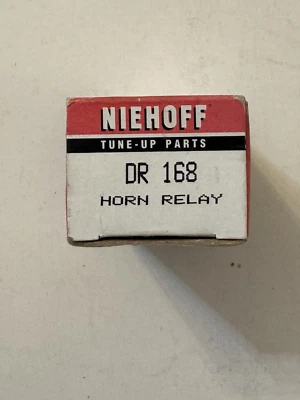 NIEHOFF
TUNE-UP PARTS
DR 168
HORN RELAY